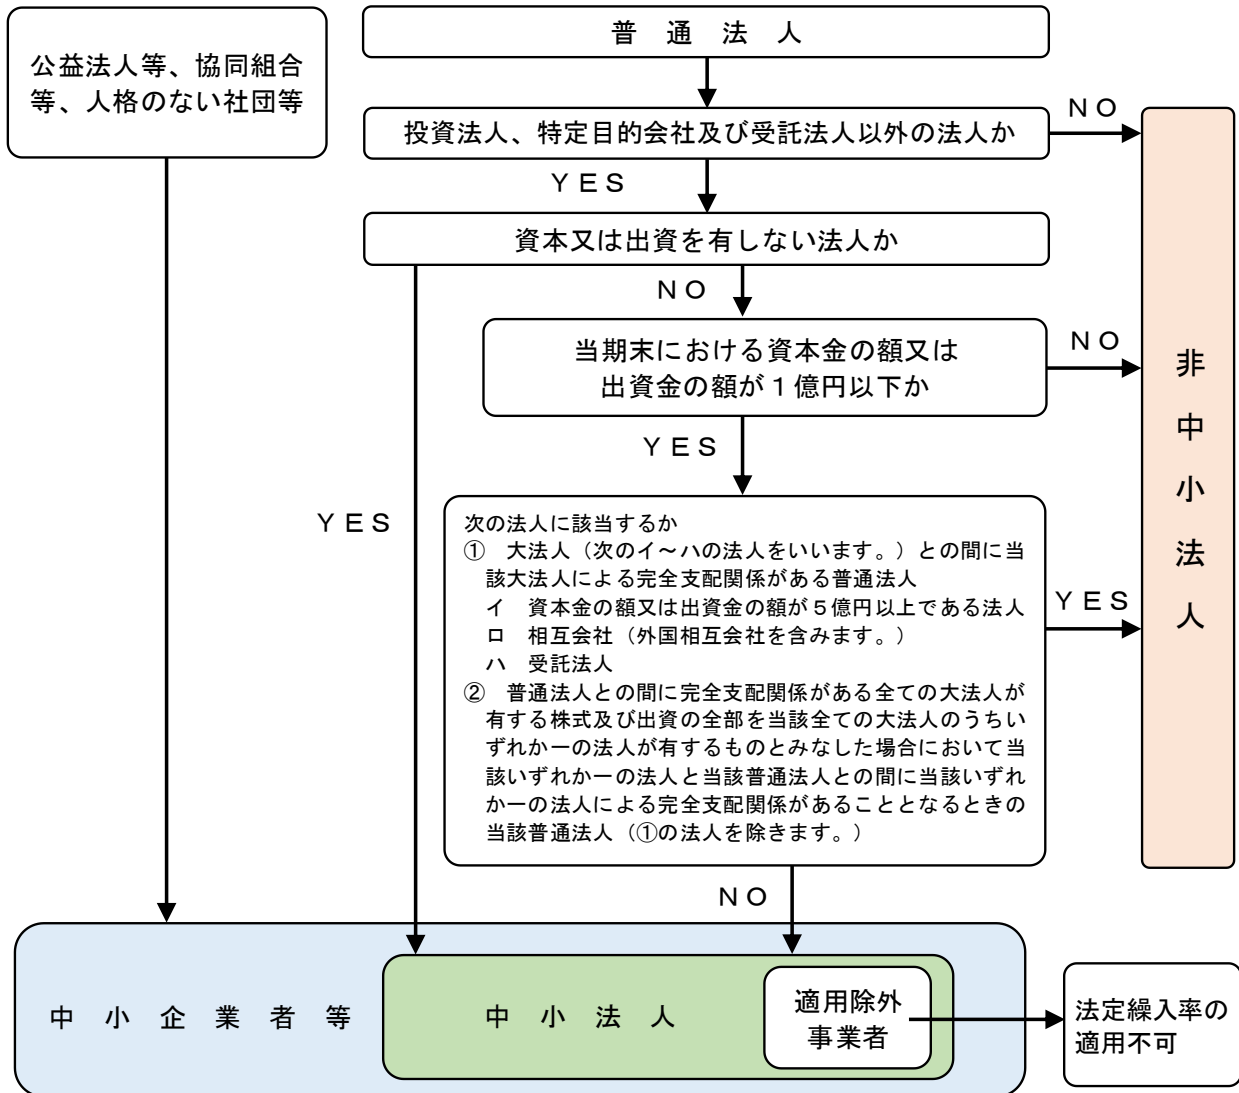 公益法人等、協同組合
等、人格のない社団等
普　通　法　人
投資法人、特定目的会社及び受託法人以外の法人か
ＮＯ
ＹＥＳ
資本又は出資を有しない法人か
ＮＯ
当期末における資本金の額又は
出資金の額が１億円以下か
ＮＯ
ＹＥＳ
ＹＥＳ
次の法人に該当するか
①　大法人（次のイ～ハの法人をいいます。）との間に当
該大法人による完全支配関係がある普通法人
イ　資本金の額又は出資金の額が５億円以上である法人
ロ　相互会社（外国相互会社を含みます。）
ハ　受託法人
②　普通法人との間に完全支配関係がある全ての大法人が
有する株式及び出資の全部を当該全ての大法人のうちい
ずれか一の法人が有するものとみなした場合において当
該いずれか一の法人と当該普通法人との間に当該いずれ
か一の法人による完全支配関係があることとなるときの
当該普通法人（①の法人を除きます。）
ＹＥＳ
非中小法人
ＮＯ
中　小　企　業　者　等
中　小　法　人
適用除外
事業者
法定繰入率の
適用不可